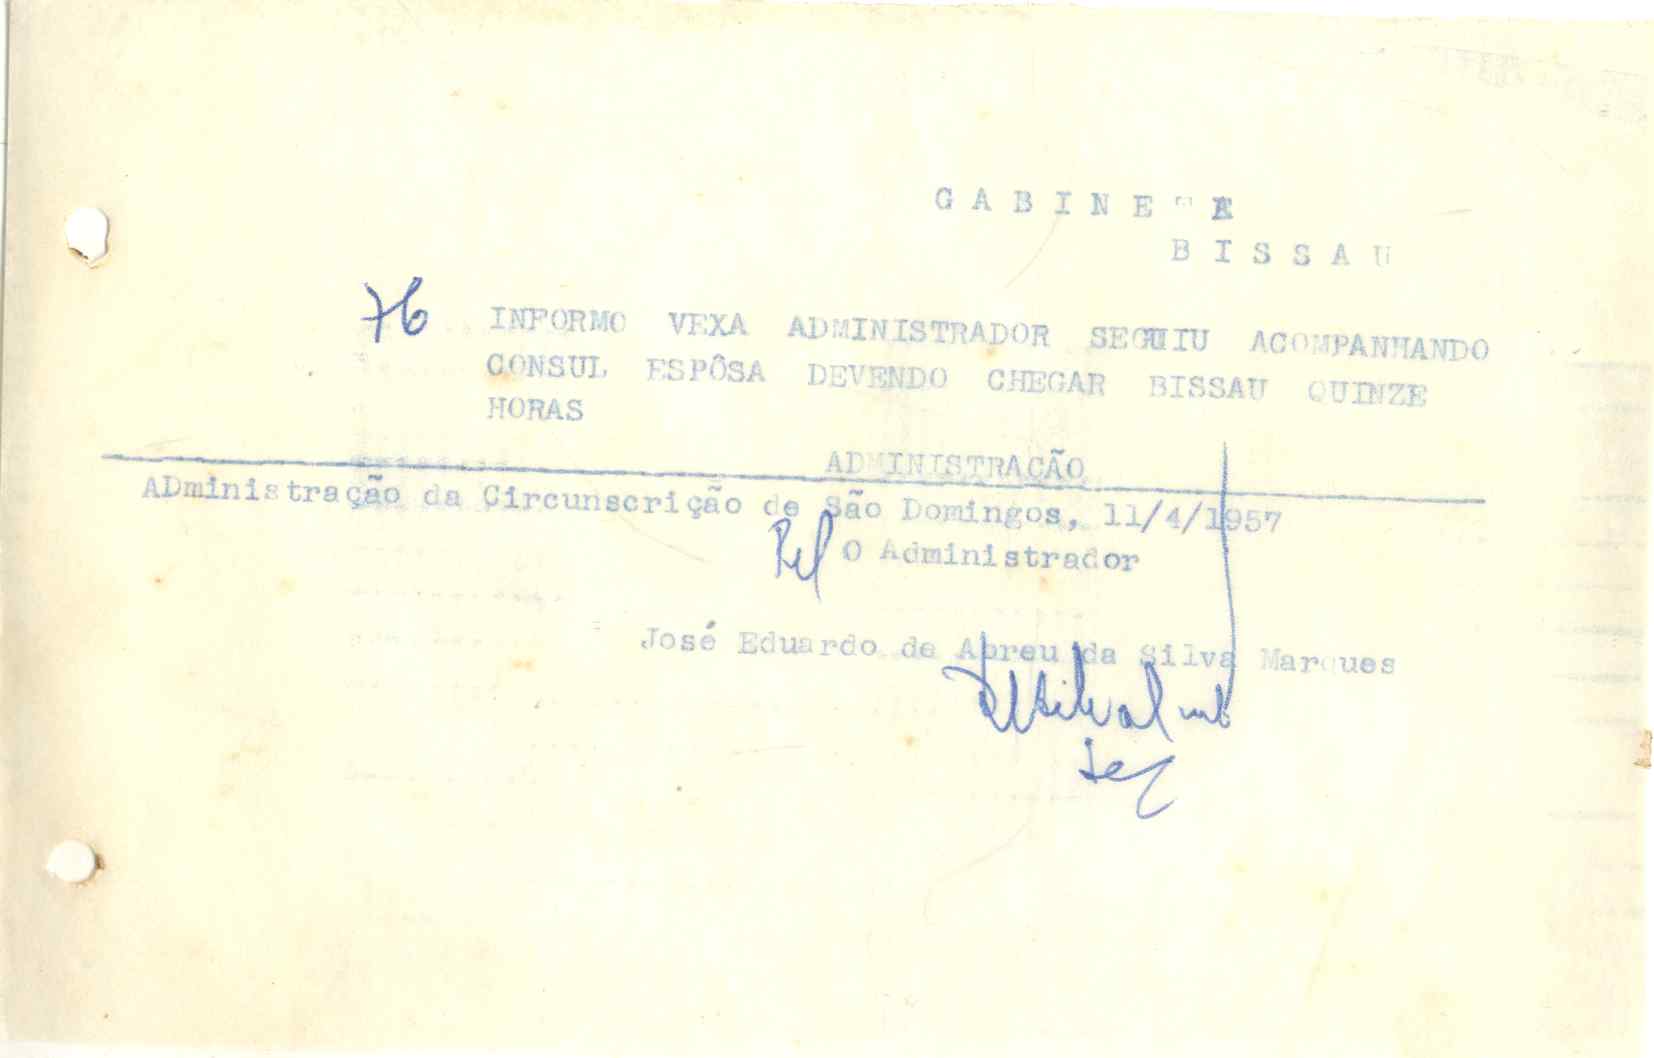 GABINETE
BISSAU
76 INFORMO VEXA ADMINISTRADOR SEGUIU ACOMPANHANDO
CONSUL ESPÔSA DEVENDO CHEGAR BISSAU QUINZE
HORAS
ADMINISTRAÇÃO
ADministração da Circunscrição de São Domingos, 11/4/1957
Pel O Administrador
José Eduardo de Abreu da Silva Marques